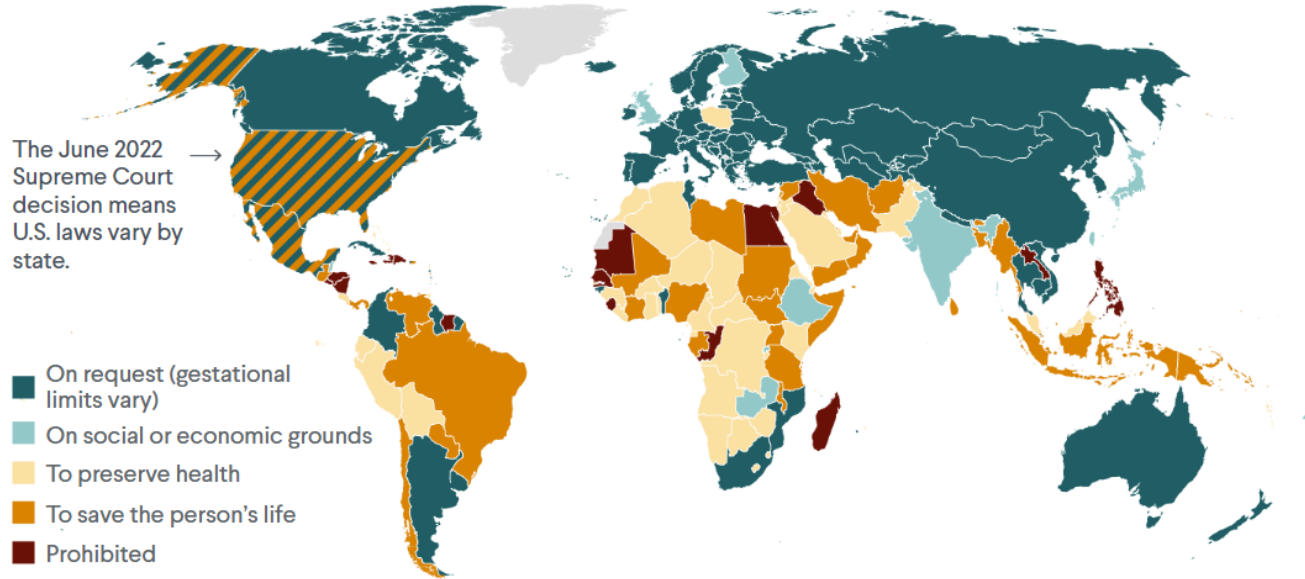 The June 2022
Supreme Court
decision means
U.S. laws vary by
state.
On request (gestational
limits vary)
On social or economic grounds
To preserve health
To save the person's life
Prohibited